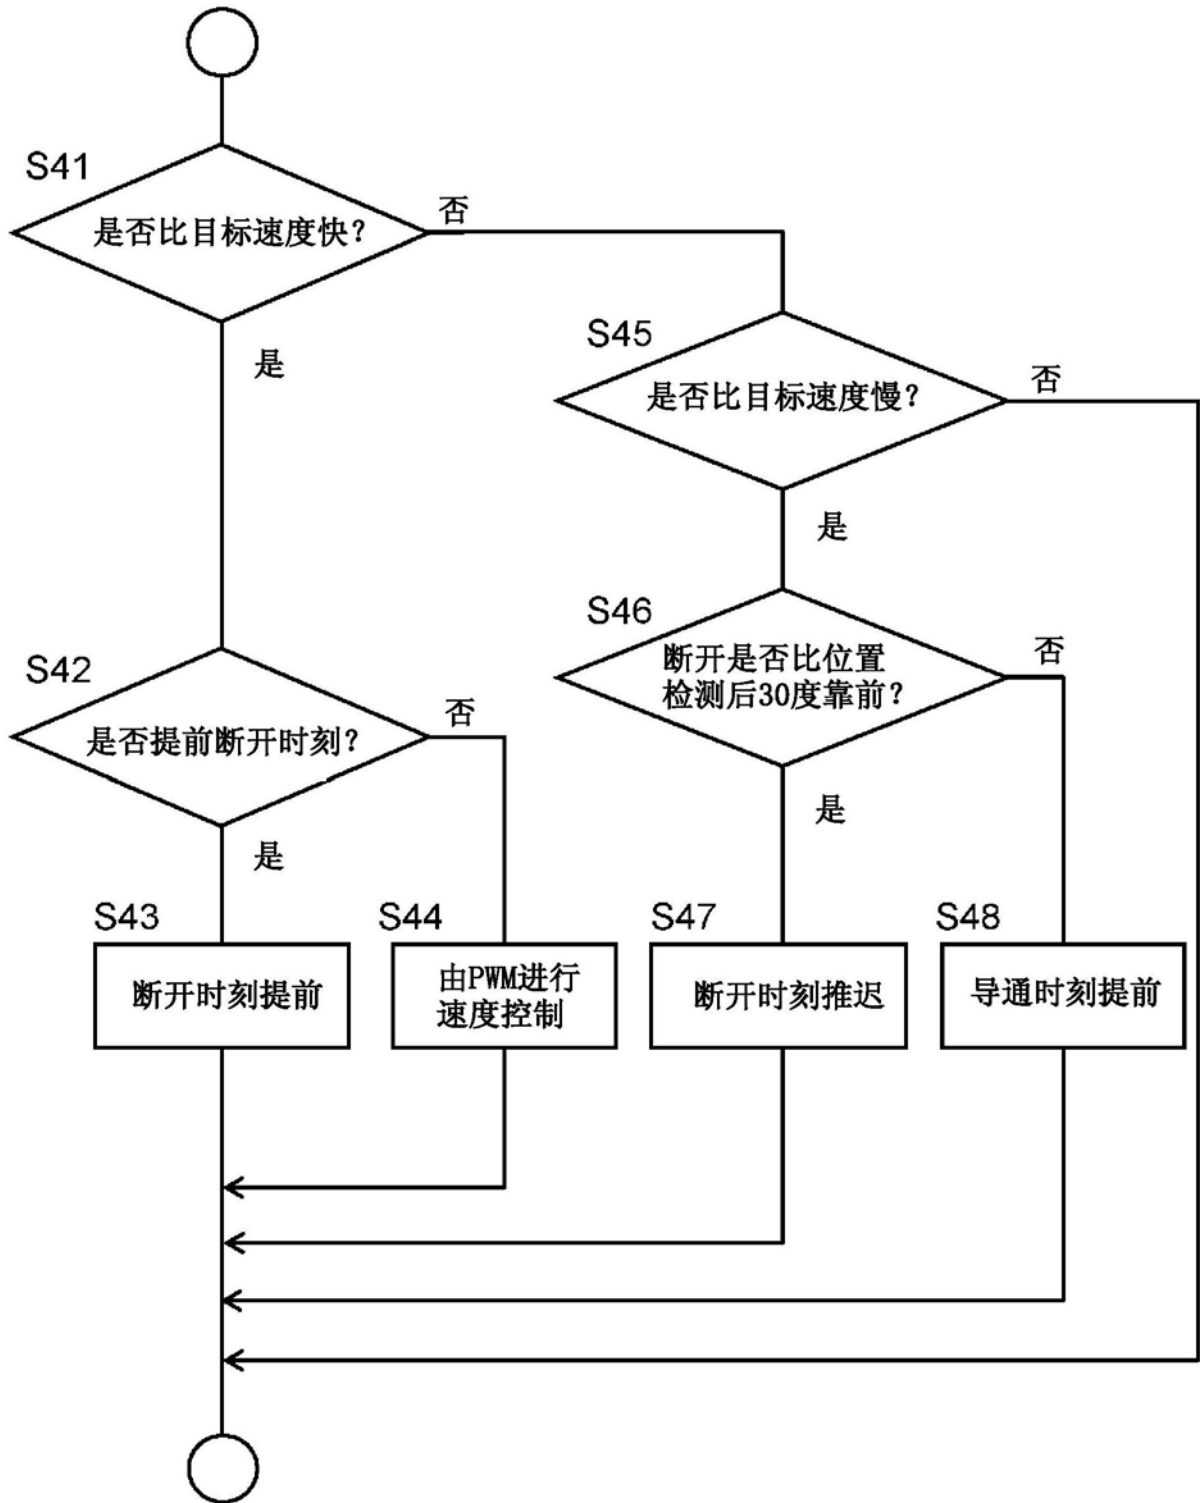 S41
是否比目标速度快？
否
是
S45
是否比目标速度慢？
否
是
S46
断开是否比位置
检测后30度靠前？
否
是
S42
是否提前断开时刻？
否
是
S43
断开时刻提前
S44
由PWM进行
速度控制
S47
断开时刻推迟
S48
导通时刻提前